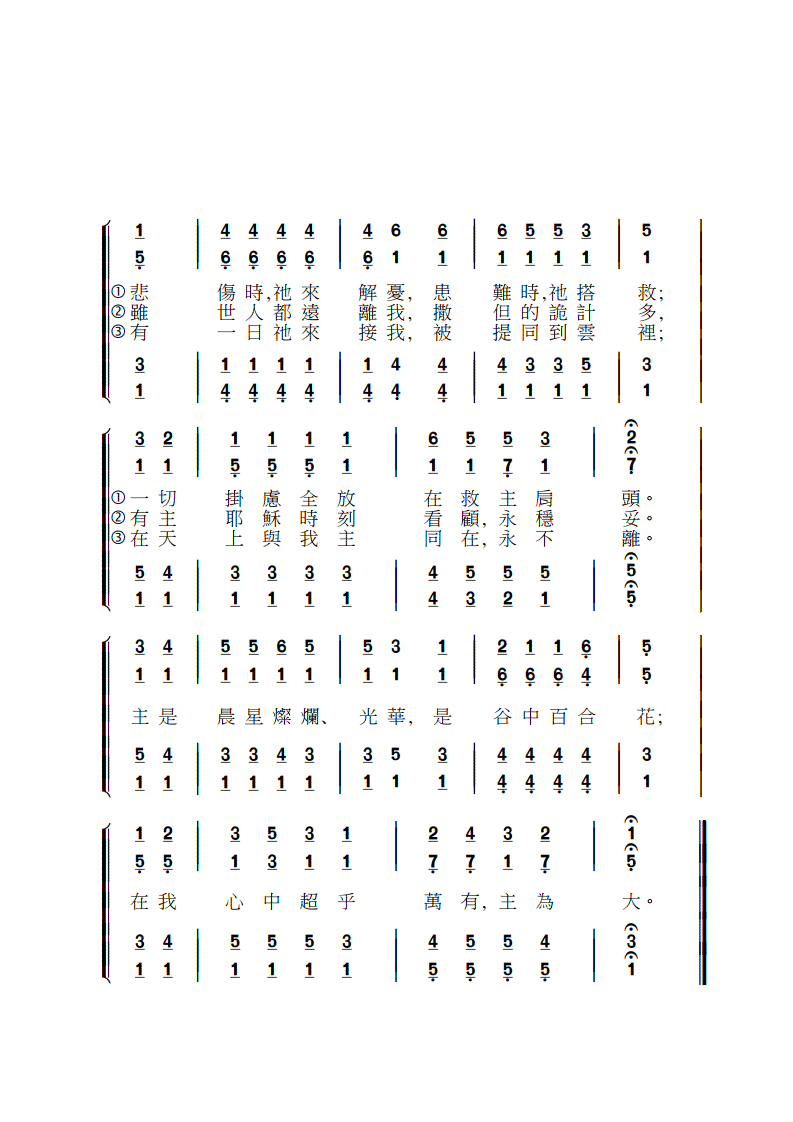 1 4 4 4 4 4 6 6 6 5 5 3 5
5 6 6 6 6 6 1 1 1 1 1 1 1
①悲 傷時,祂來 解憂, 患 難時,祂搭 救;
②雖 世人都遠 離我, 撒 但的詭計 多,
③有 一日祂來 接我, 被 提同到雲 裡;
3 1 1 1 1 1 4 4 4 3 3 5 3
1 4 4 4 4 4 4 4 1 1 1 1 1
3 2 1 1 1 1 6 5 5 3 2
1 1 5 5 5 1 1 1 7 1 7
①一切 掛慮全放 在救主肩 頭。
②有主 耶穌時刻 看顧,永穩 妥。
③在天 上與我主 同在,永不 離。
5 4 3 3 3 3 4 5 5 5 5
1 1 1 1 1 1 4 3 2 1 5
3 4 5 5 6 5 5 3 1 2 1 1 6 5
1 1 1 1 1 1 1 1 1 6 6 6 4 5
主是 晨星燦爛、 光華, 是 谷中百合 花;
5 4 3 3 4 3 3 5 3 4 4 4 4 3
1 1 1 1 1 1 1 1 1 4 4 4 4 1
1 2 3 5 3 1 2 4 3 2 1
5 5 1 3 1 1 7 7 1 7 5
在我 心中超乎 萬有,主為 大。
3 4 5 5 5 3 4 5 5 4 3
1 1 1 1 1 1 5 5 5 5 1